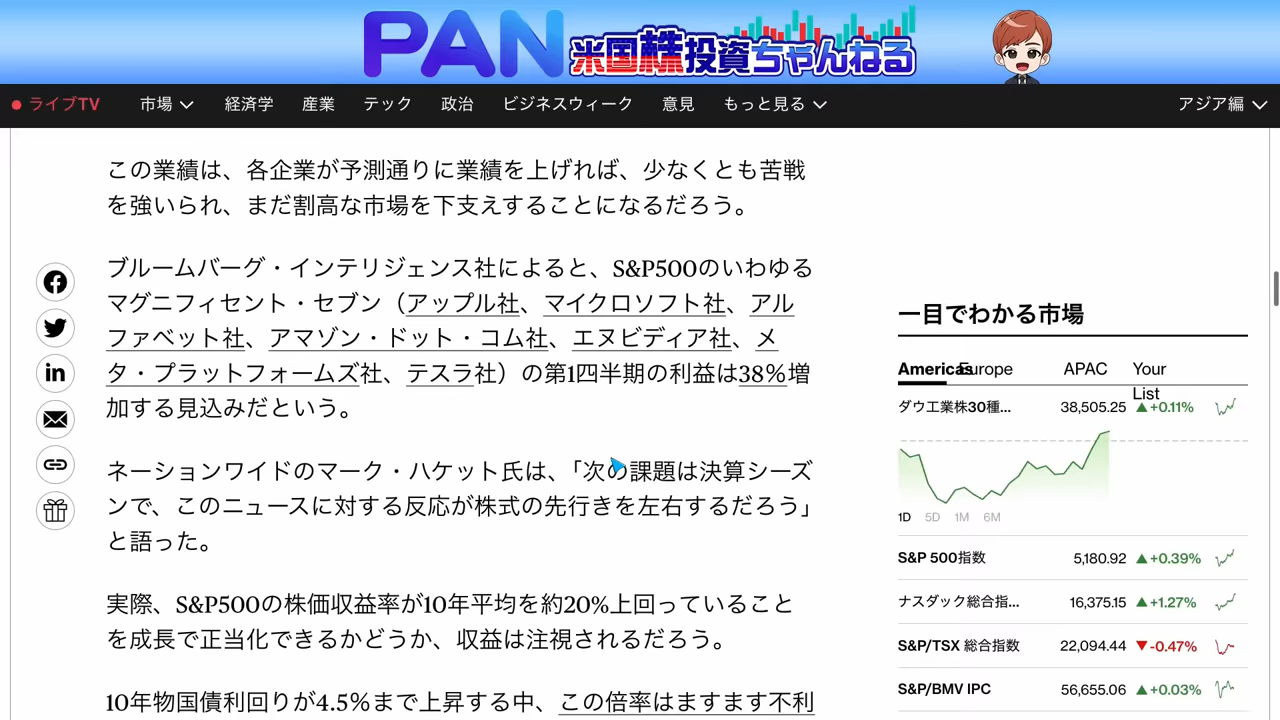 PAN 米国株投資ちゃんねる
ライブTV 市場 経済学 産業 テック 政治 ビジネスウィーク 意見 もっと見る アジア編
この業績は、各企業が予測通りに業績を上げれば、少なくとも苦戦
を強いられ、まだ割高な市場を下支えすることになるだろう。
ブルームバーグ・インテリジェンス社によると、S&P500のいわゆる
マグニフィセント・セブン（アップル社、マイクロソフト社、アル
ファベット社、アマゾン・ドット・コム社、エヌビディア社、メ
タ・プラットフォームズ社、テスラ社）の第1四半期の利益は38%増
加する見込みだという。
ネーションワイドのマーク・ハケット氏は、「次の課題は決算シーズ
ンで、このニュースに対する反応が株式の先行きを左右するだろう」
と語った。
実際、S&P500の株価収益率が10年平均を約20%上回っていること
を成長で正当化できるかどうか、収益は注視されるだろう。
10年物国債利回りが4.5%まで上昇する中、この倍率はますます不利
一目でわかる市場
Americas Europe APAC Your
List
ダウ工業株30種... 38,505.25 ▲+0.11%
1D 5D 1M 6M
S&P 500指数 5,180.92 ▲+0.39%
ナスダック総合指... 16,375.15 ▲+1.27%
S&P/TSX 総合指数 22,094.44 ▼-0.47%
S&P/BMV IPC 56,655.06 ▲+0.03%